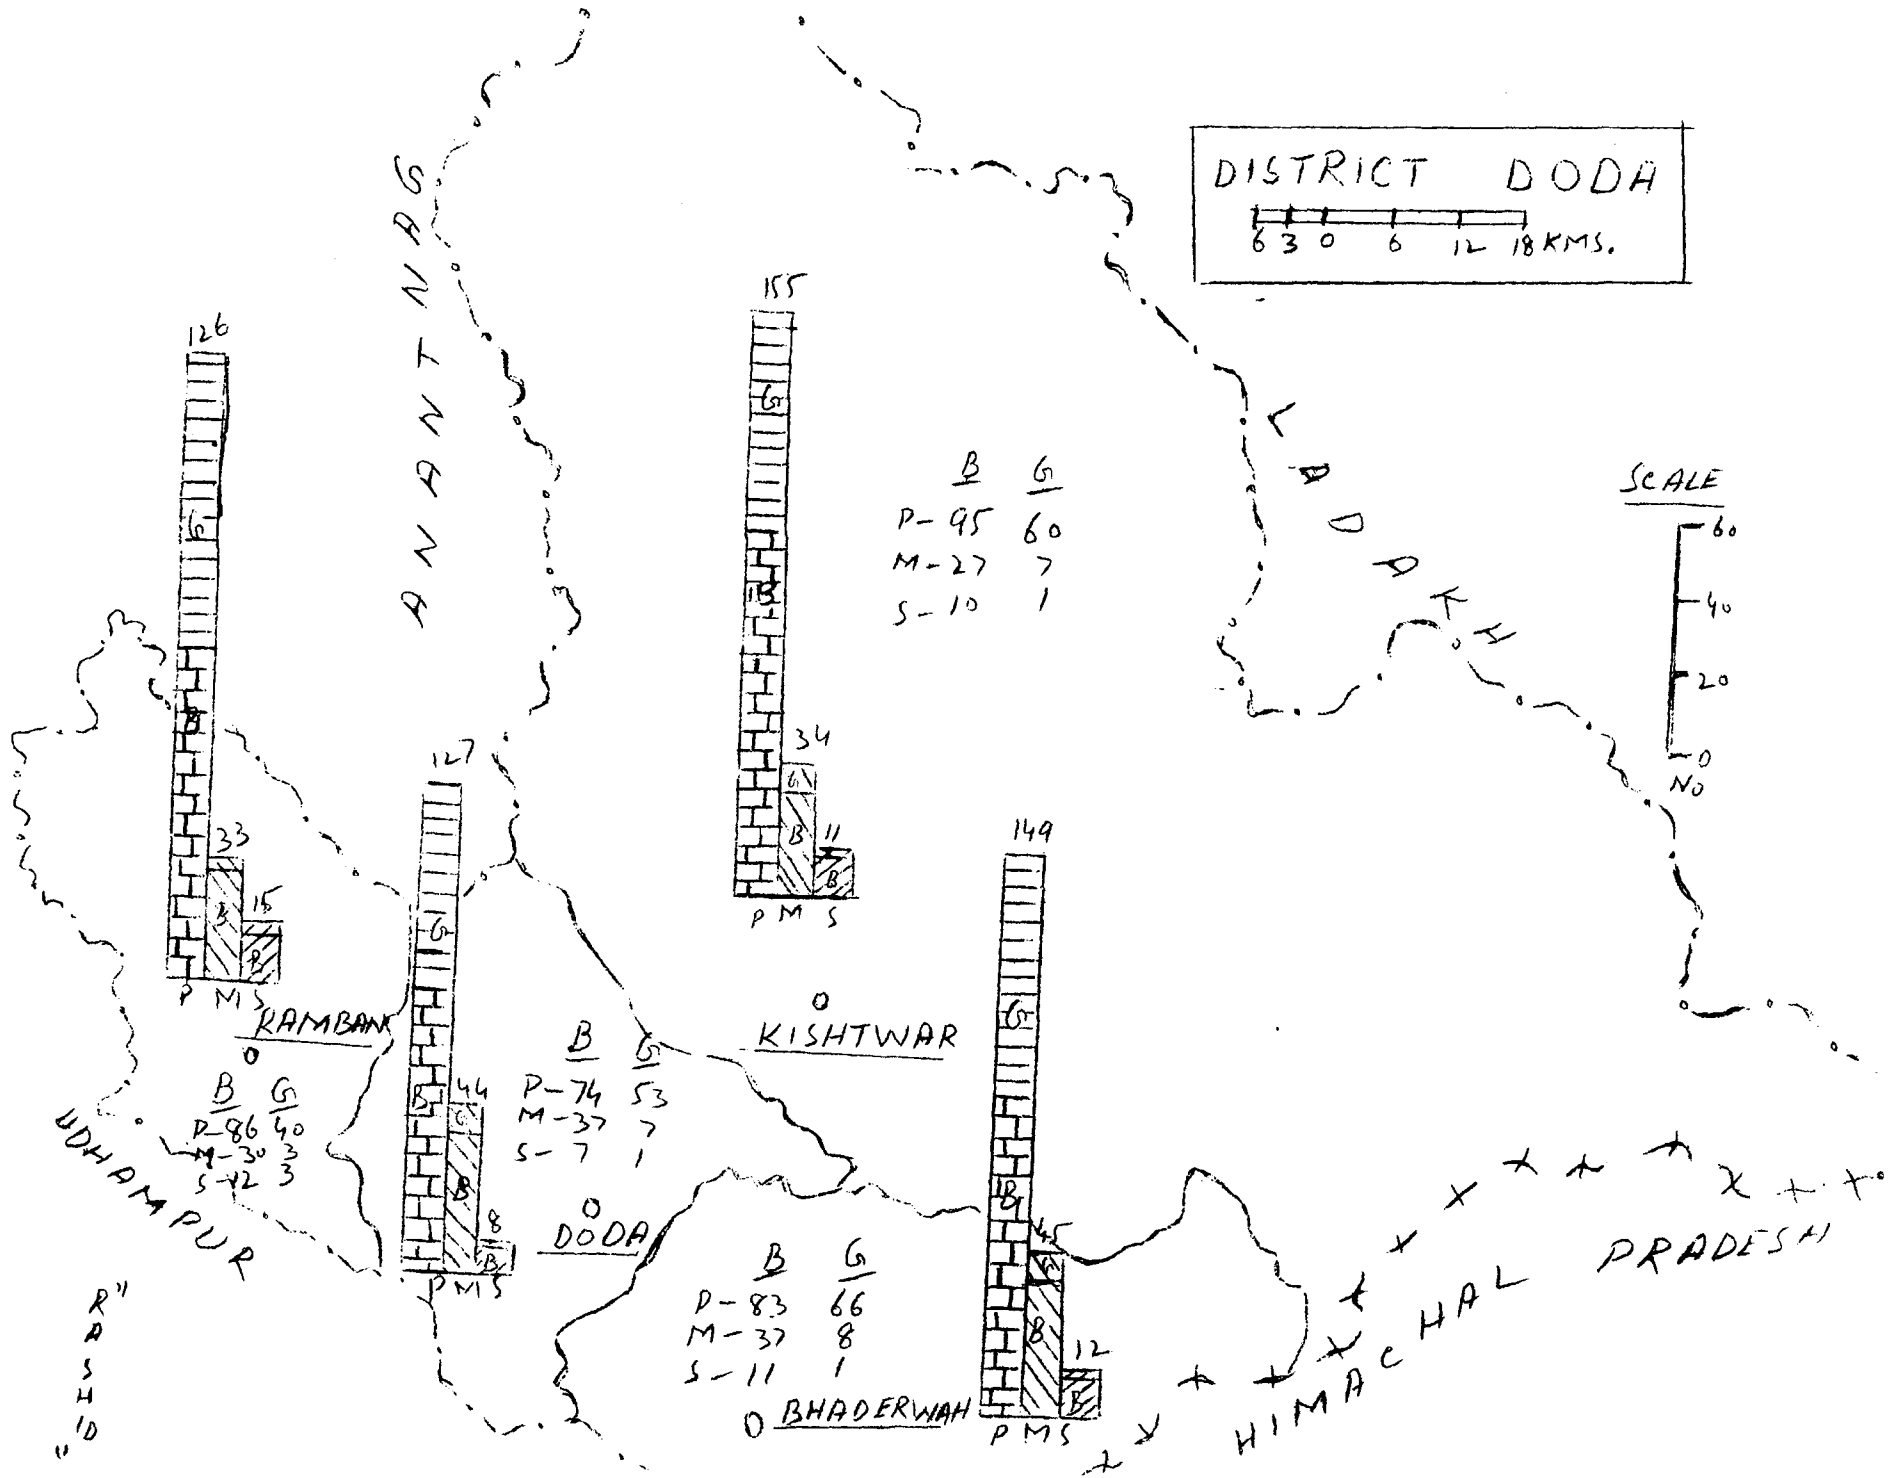 DISTRICT DODA
6 3 0 6 12 18 KMS.
ANANTNAG
LADAKH
SCALE
60
40
20
0
NO
126
G
B
33
B
15
B
P M S
RAMBAN
B G
P-86 40
M-30 3
S-12 3
155
G
B
34
G
B
11
B
P M S
B G
P-95 60
M-27 7
S-10 1
KISHTWAR
127
G
B
44
G
B
8
B
P M S
B G
P-74 53
M-37 7
S-7 1
DODA
149
G
B
45
G
B
12
B
P M S
B G
P-83 66
M-37 8
S-11 1
BHADERWAH
UDHAMPUR
HIMACHAL PRADESH
"RASHID"